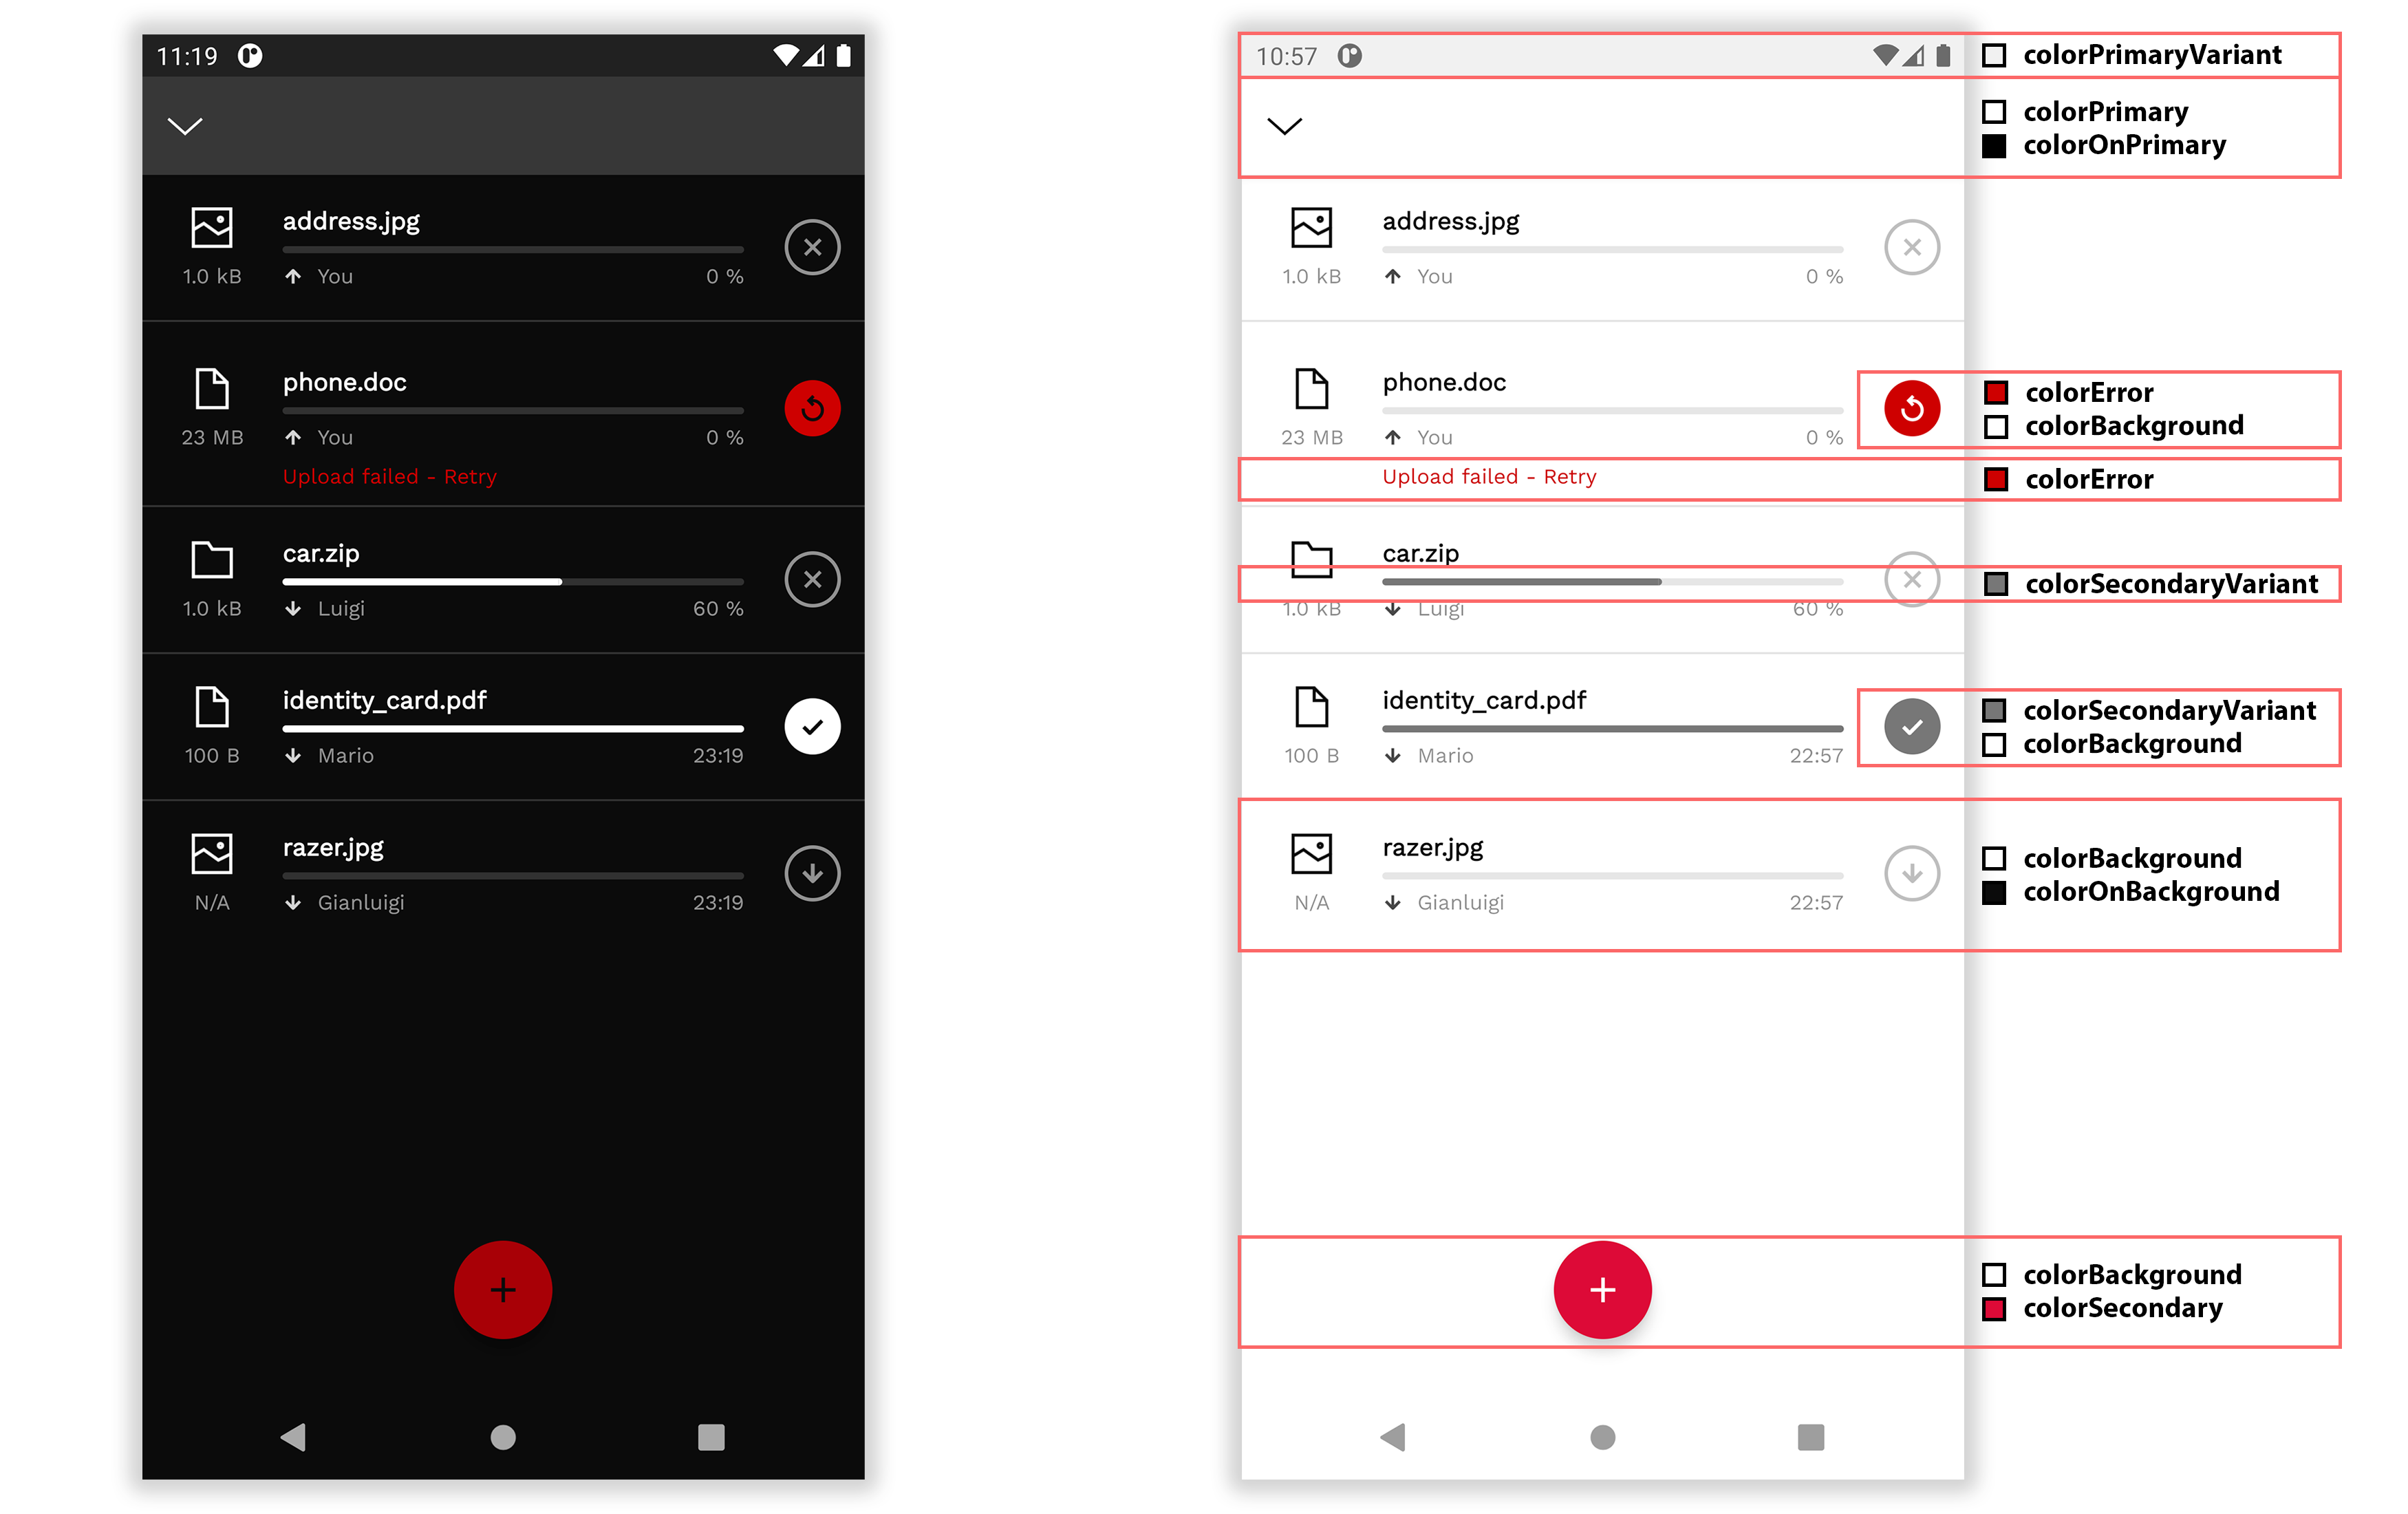 11:19
address.jpg
1.0 kB
You
0 %
phone.doc
23 MB
You
0 %
Upload failed - Retry
car.zip
1.0 kB
Luigi
60 %
identity_card.pdf
100 B
Mario
23:19
razer.jpg
N/A
Gianluigi
23:19
10:57
address.jpg
1.0 kB
You
0 %
phone.doc
23 MB
You
0 %
Upload failed - Retry
car.zip
1.0 kB
Luigi
60 %
identity_card.pdf
100 B
Mario
22:57
razer.jpg
N/A
Gianluigi
22:57
colorPrimaryVariant
colorPrimary
colorOnPrimary
colorError
colorBackground
colorError
colorSecondaryVariant
colorSecondaryVariant
colorBackground
colorBackground
colorOnBackground
colorBackground
colorSecondary